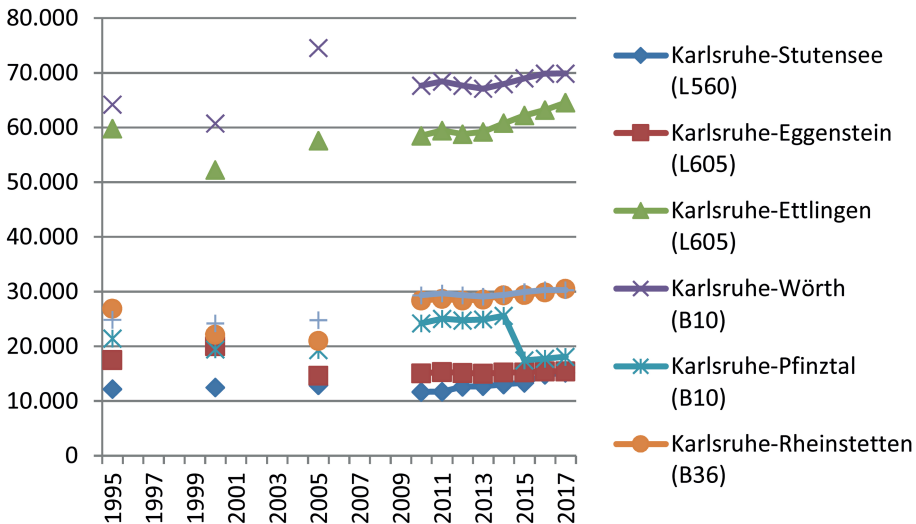 80.000
70.000
60.000
50.000
40.000
30.000
20.000
10.000
0
1995
1997
1999
2001
2003
2005
2007
2009
2011
2013
2015
2017
Karlsruhe-Stutensee
(L560)
Karlsruhe-Eggenstein
(L605)
Karlsruhe-Ettlingen
(L605)
Karlsruhe-Wörth
(B10)
Karlsruhe-Pfinztal
(B10)
Karlsruhe-Rheinstetten
(B36)